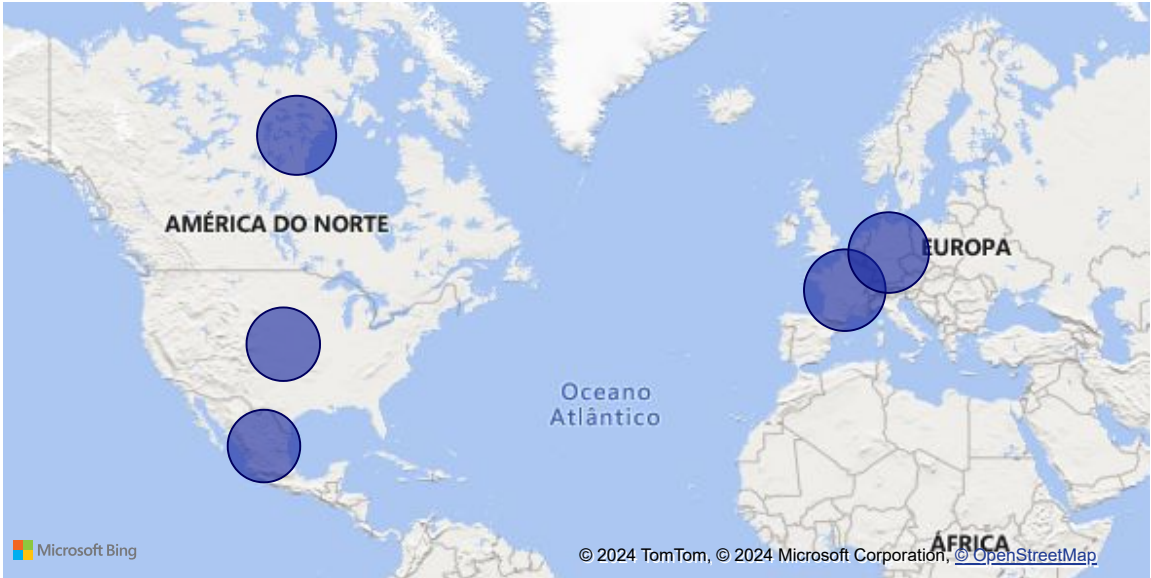 AMÉRICA DO NORTE
EUROPA
Oceano
Atlântico
ÁFRICA
Microsoft Bing
© 2024 TomTom, © 2024 Microsoft Corporation, © OpenStreetMap